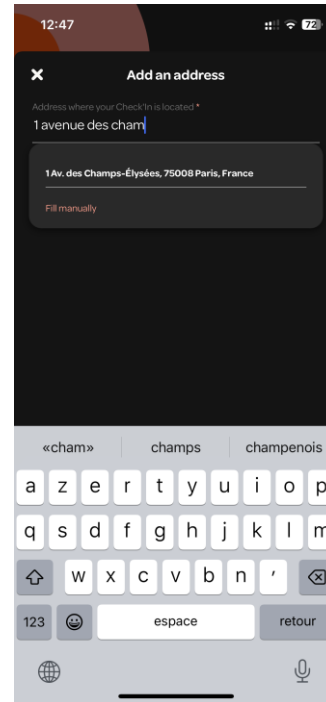 12:47
72
Add an address
Address where your Check'In is located *
1 avenue des cham
1 Av. des Champs-Élysées, 75008 Paris, France
Fill manually
«cham» champs champenois
a z e r t y u i o p
q s d f g h j k l m
w x c v b n '
123 espace retour